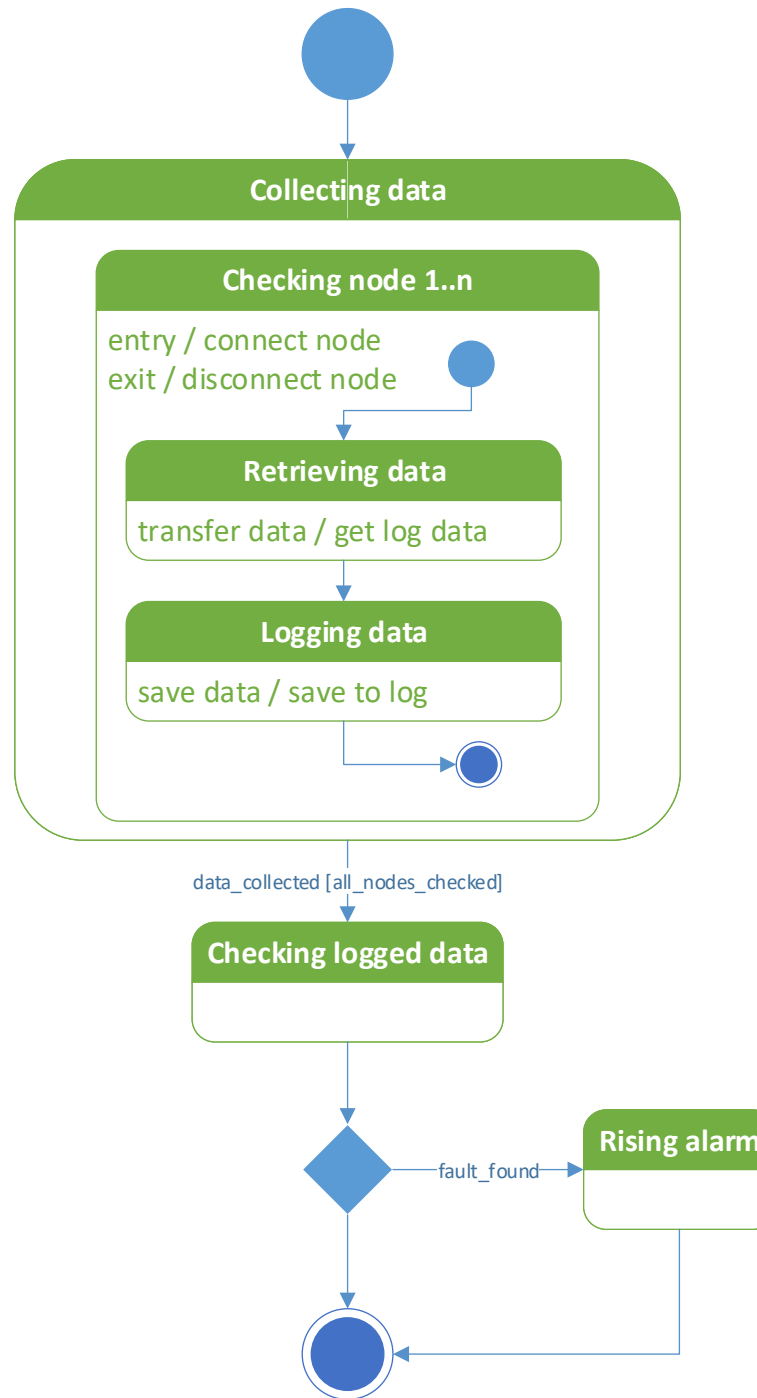 Collecting data
Checking node 1..n
entry / connect node
exit / disconnect node
Retrieving data
transfer data / get log data
Logging data
save data / save to log
data_collected [all_nodes_checked]
Checking logged data
Rising alarm
fault_found